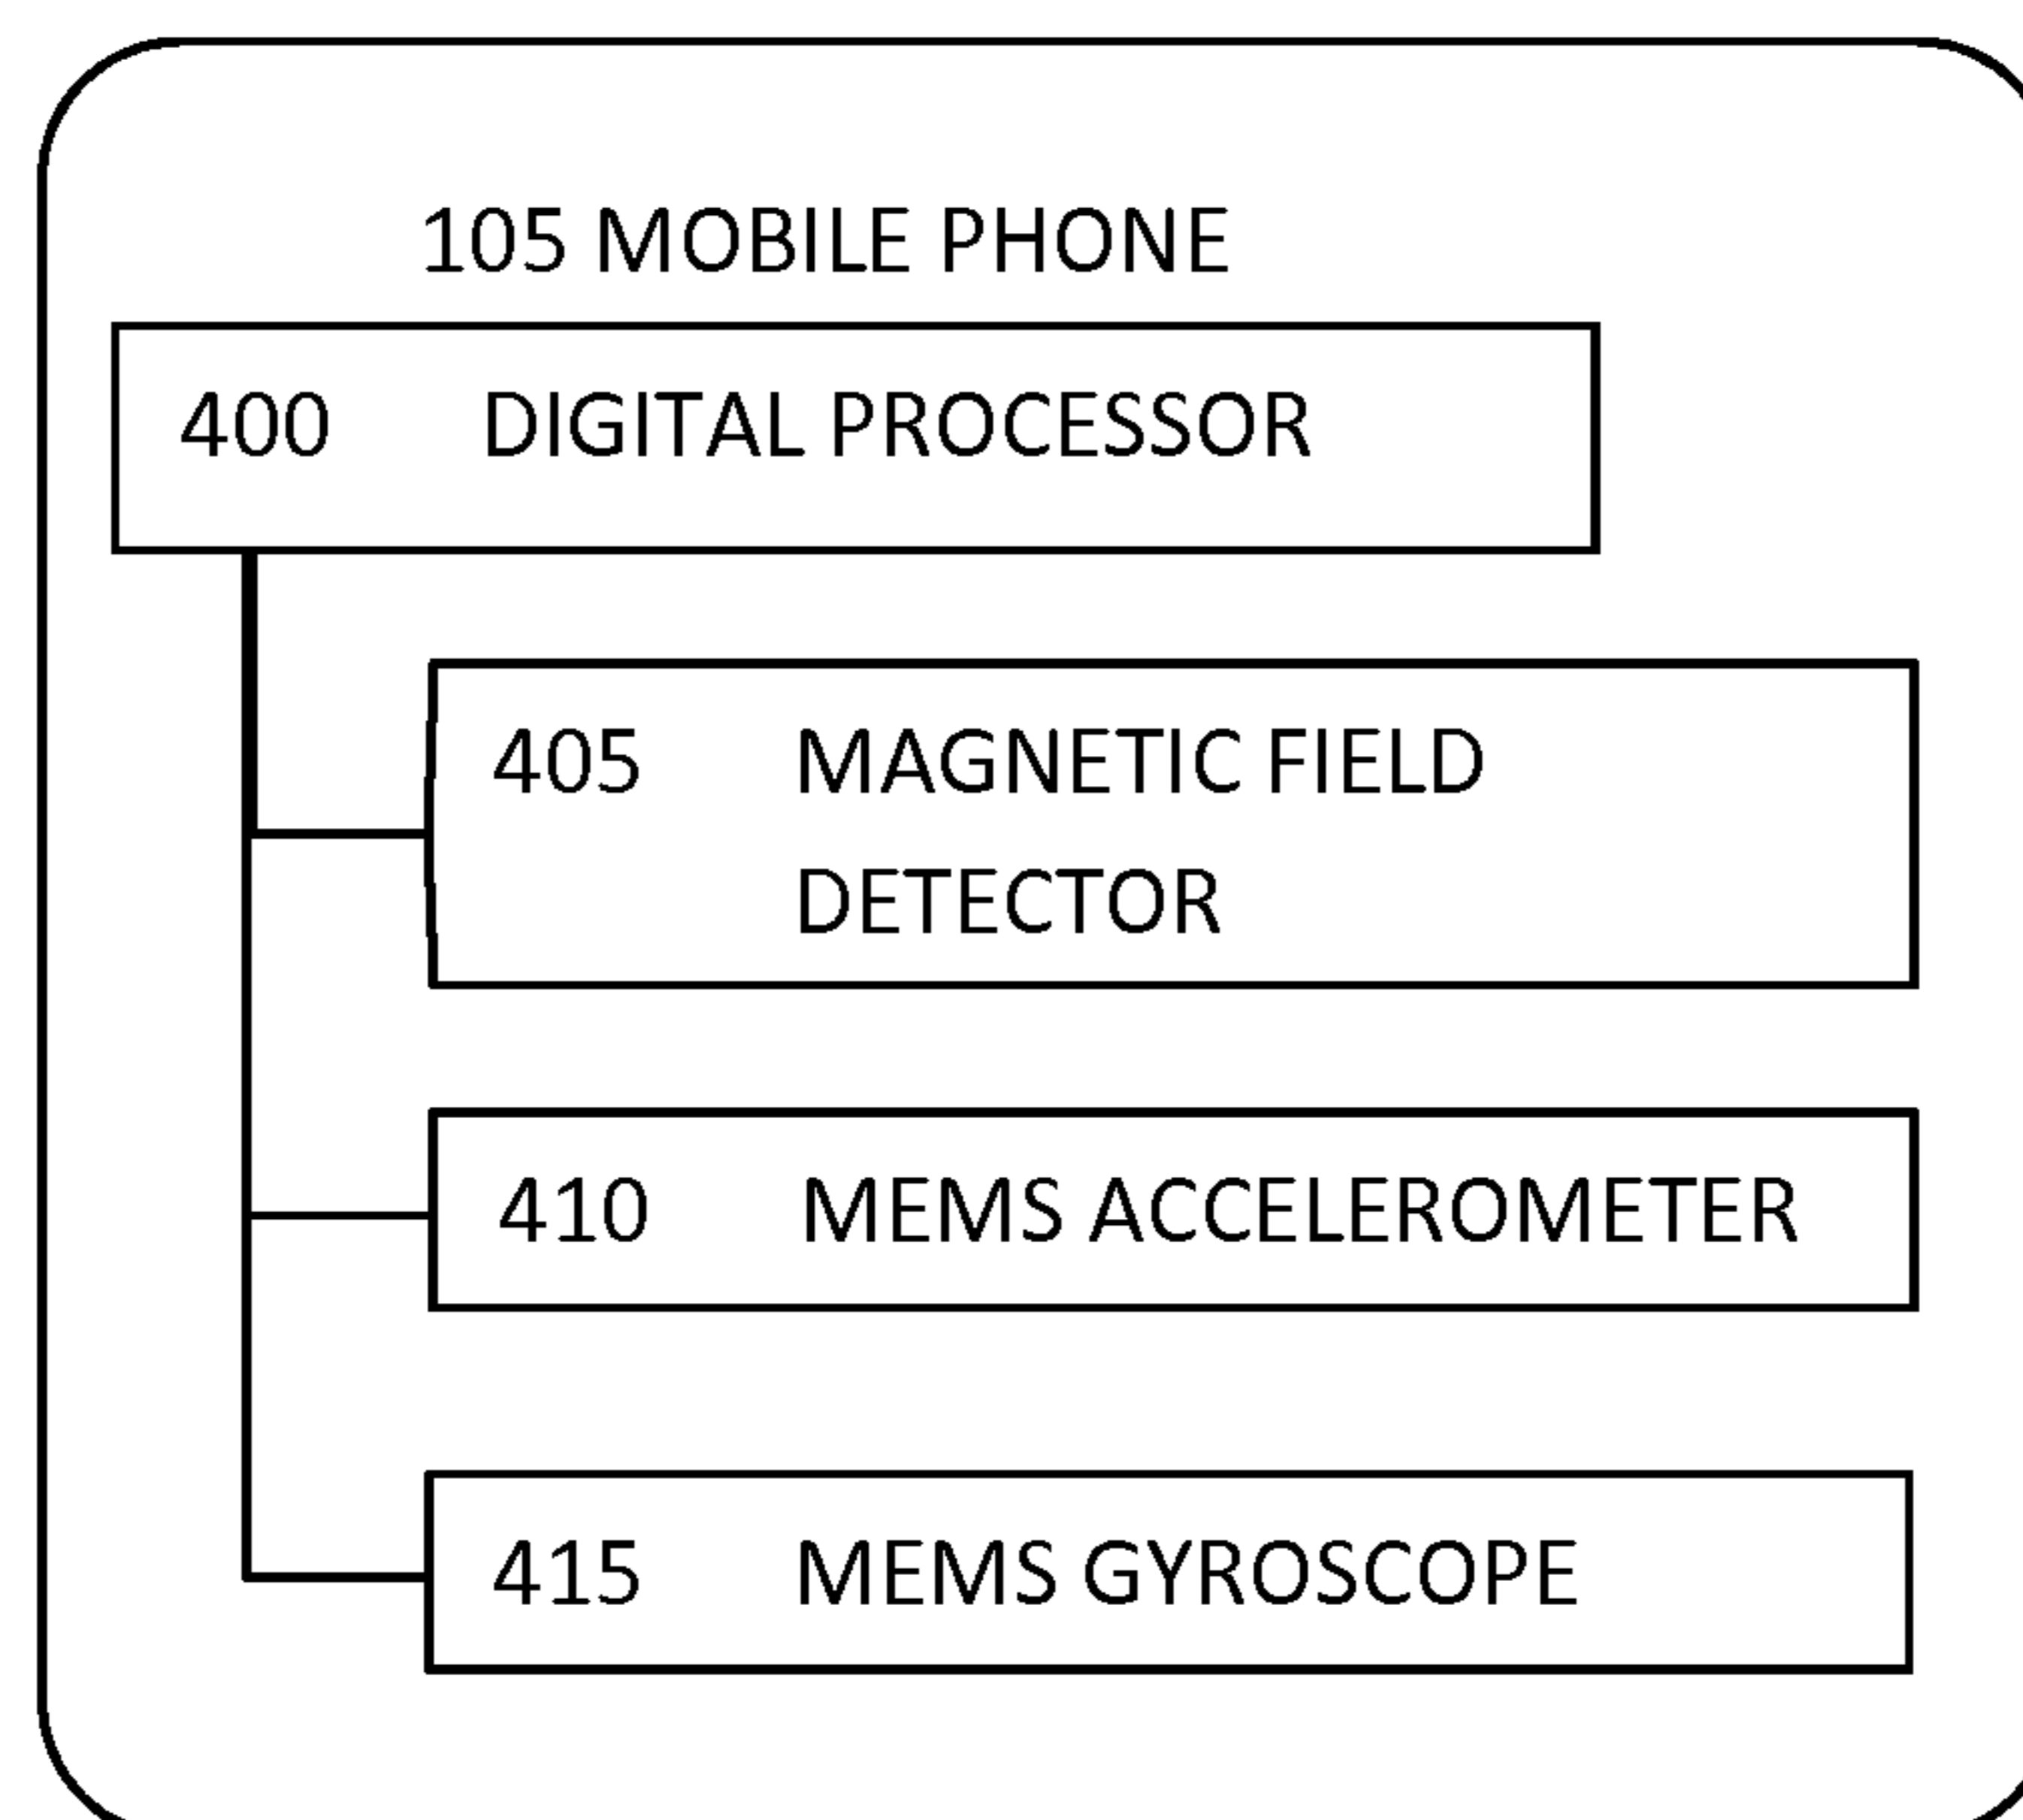 105 MOBILE PHONE
400 DIGITAL PROCESSOR
405 MAGNETIC FIELD
DETECTOR
410 MEMS ACCELEROMETER
415 MEMS GYROSCOPE